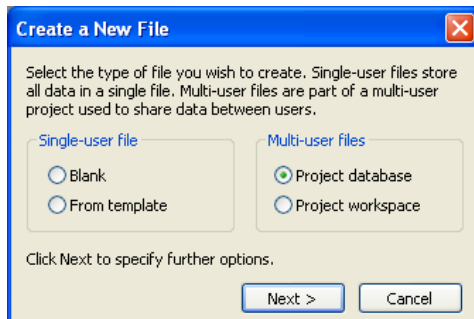 Create a New File
Select the type of file you wish to create. Single-user files store
all data in a single file. Multi-user files are part of a multi-user
project used to share data between users.
Single-user file
Blank
From template
Multi-user files
Project database
Project workspace
Click Next to specify further options.
Next >
Cancel